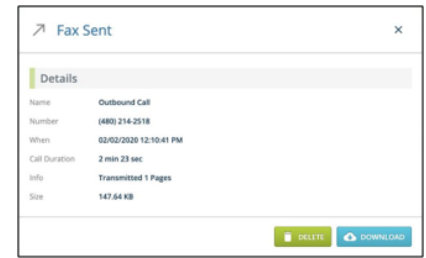 Fax Sent
Details
Name Outbound Call
Number (480) 214-2518
When 02/02/2020 12:10:41 PM
Call Duration 2 min 23 sec
Info Transmitted 1 Pages
Size 147.64 KB
DELETE DOWNLOAD